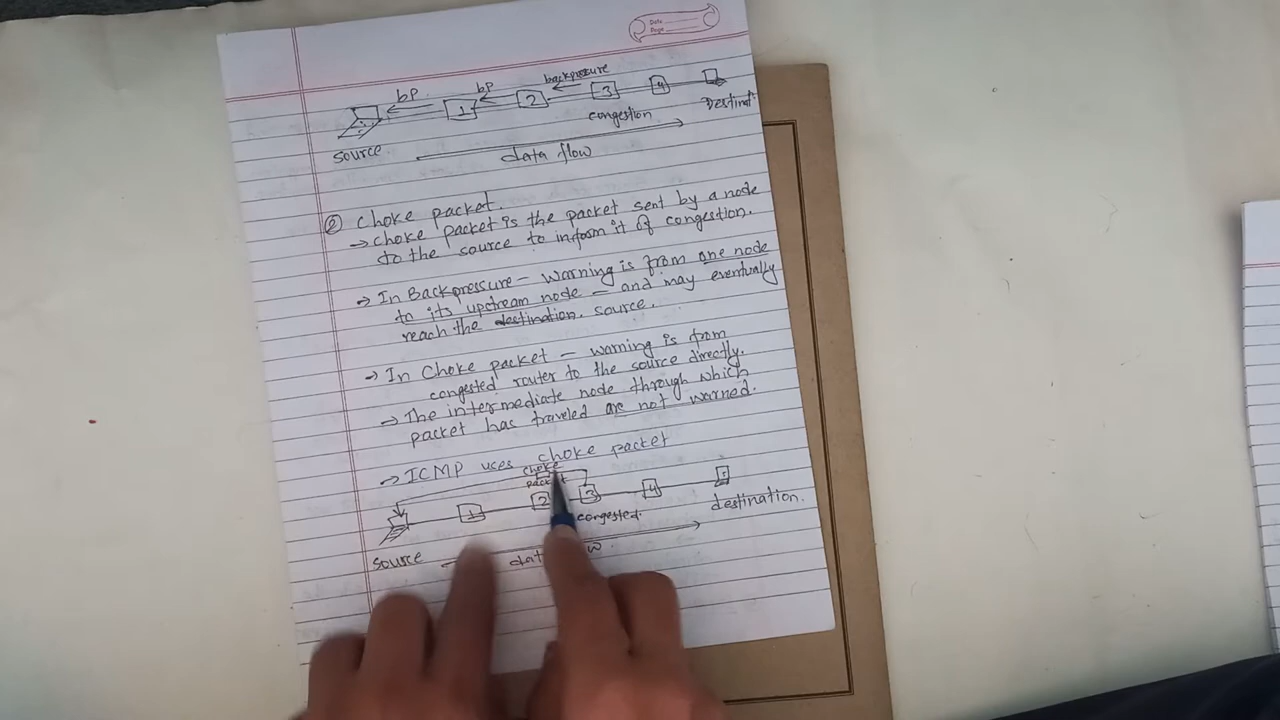 Date
Page
bP bP backpressure
1 2 3 4
source congestion Destinat.
data flow
② Choke packet.
→ choke packet is the packet sent by a node
to the source to inform it of congestion.
→ In Backpressure - warning is from one node
to its upstream node - and may eventually
reach the destination. source.
→ In Choke packet - warning is from
congested router to the source directly.
→ The intermediate node through which
packet has traveled are not warned.
→ ICMP uses choke packet
choke
packet
1 2 3 4
source congested. destination.
data flow